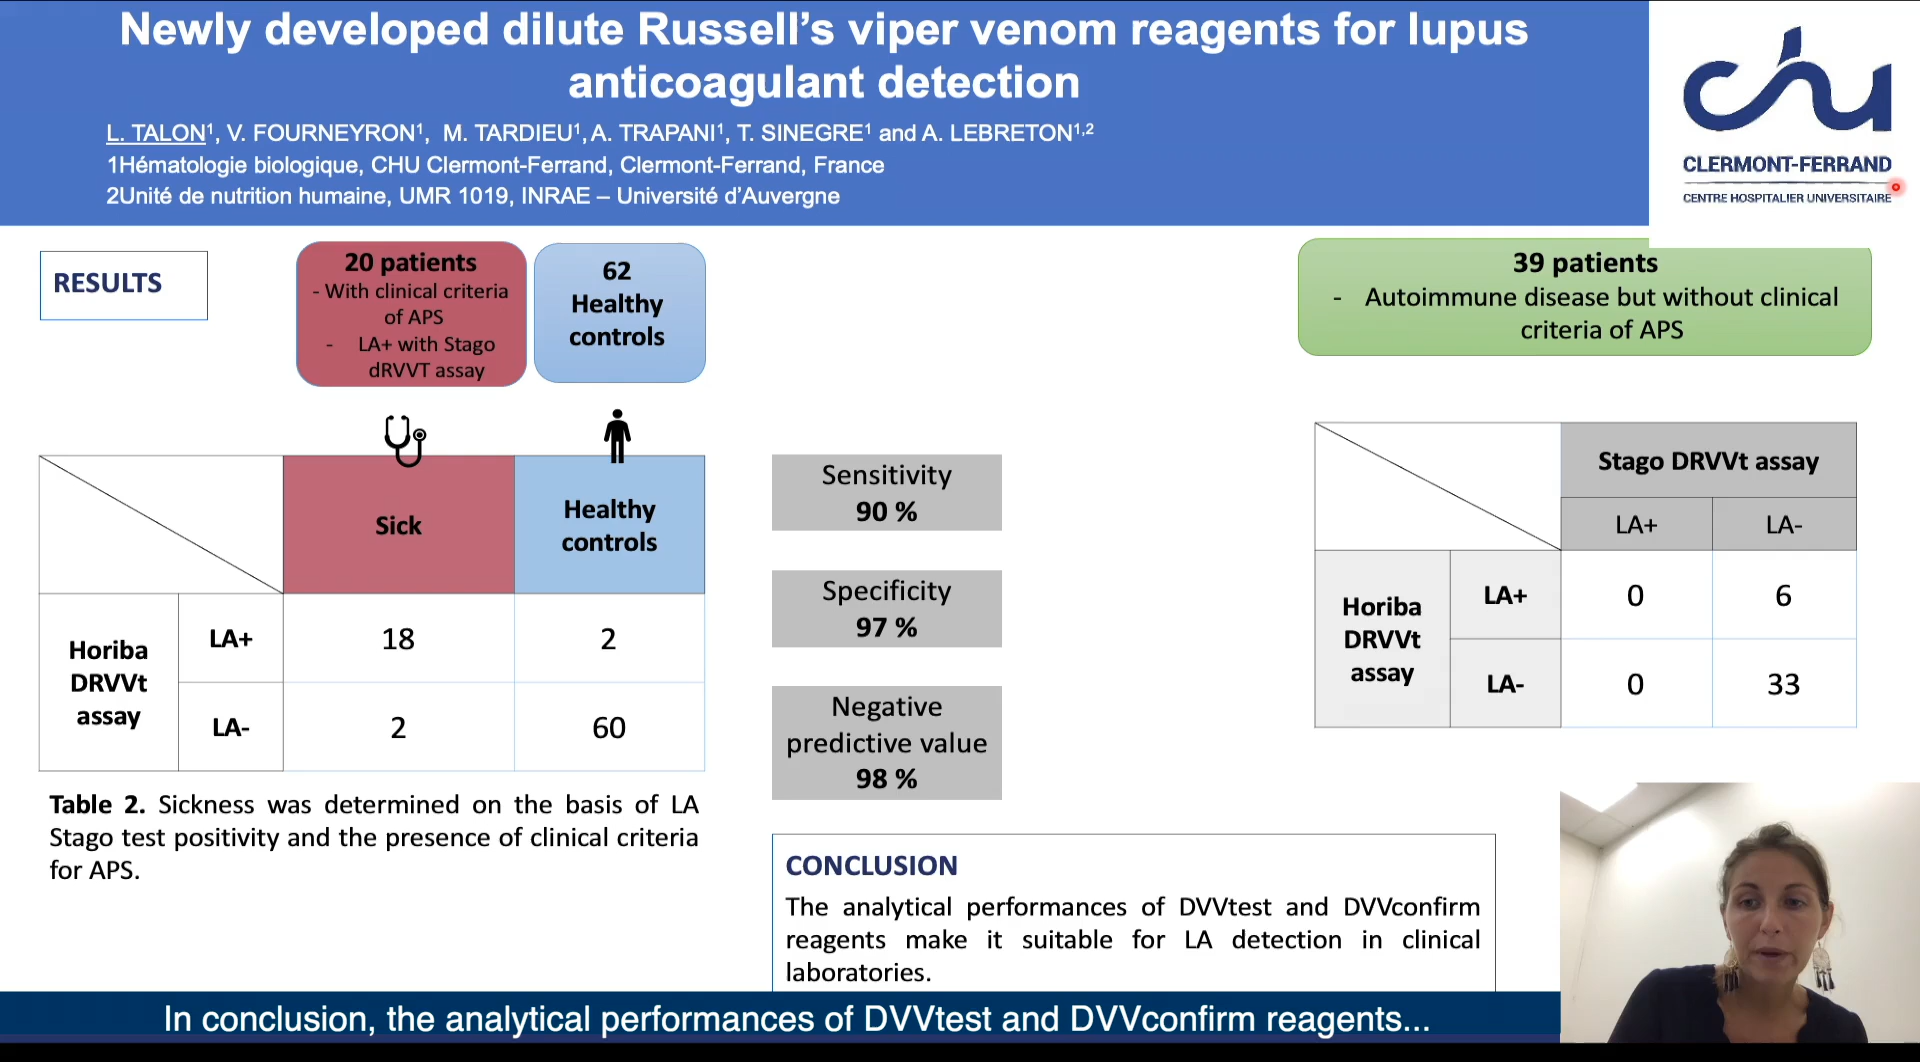 Newly developed dilute Russell’s viper venom reagents for lupus
anticoagulant detection
L. TALON¹, V. FOURNEYRON¹, M. TARDIEU¹, A. TRAPANI¹, T. SINEGRE¹ and A. LEBRETON¹,²
1Hématologie biologique, CHU Clermont-Ferrand, Clermont-Ferrand, France
2Unité de nutrition humaine, UMR 1019, INRAE – Université d’Auvergne
chu
CLERMONT-FERRAND
CENTRE HOSPITALIER UNIVERSITAIRE
RESULTS
20 patients
- With clinical criteria
of APS
- LA+ with Stago
dRVVT assay
62
Healthy
controls
39 patients
- Autoimmune disease but without clinical
criteria of APS
Sick
Healthy
controls
Horiba
DRVVt
assay
LA+
18
2
LA-
2
60
Table 2. Sickness was determined on the basis of LA
Stago test positivity and the presence of clinical criteria
for APS.
Sensitivity
90 %
Specificity
97 %
Negative
predictive value
98 %
Stago DRVVt assay
LA+
LA-
Horiba
DRVVt
assay
LA+
0
6
LA-
0
33
CONCLUSION
The analytical performances of DVVtest and DVVconfirm
reagents make it suitable for LA detection in clinical
laboratories.
In conclusion, the analytical performances of DVVtest and DVVconfirm reagents...